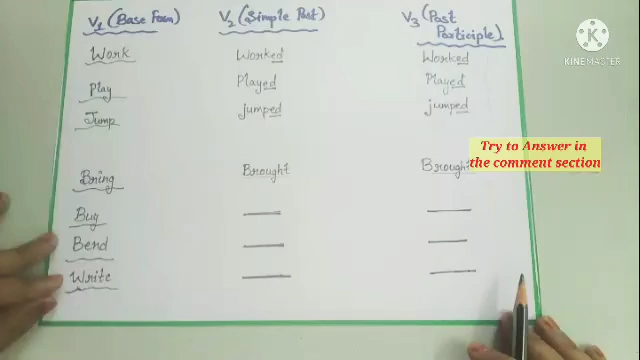 V1 (Base Form) V2 (Simple Past) V3 (Past Participle)
Work Worked Worked
Play Played Played
Jump jumped jumped
Bring Brought Brought
Bug
Bend
Write
Try to Answer in
the comment section
KINEMASTER